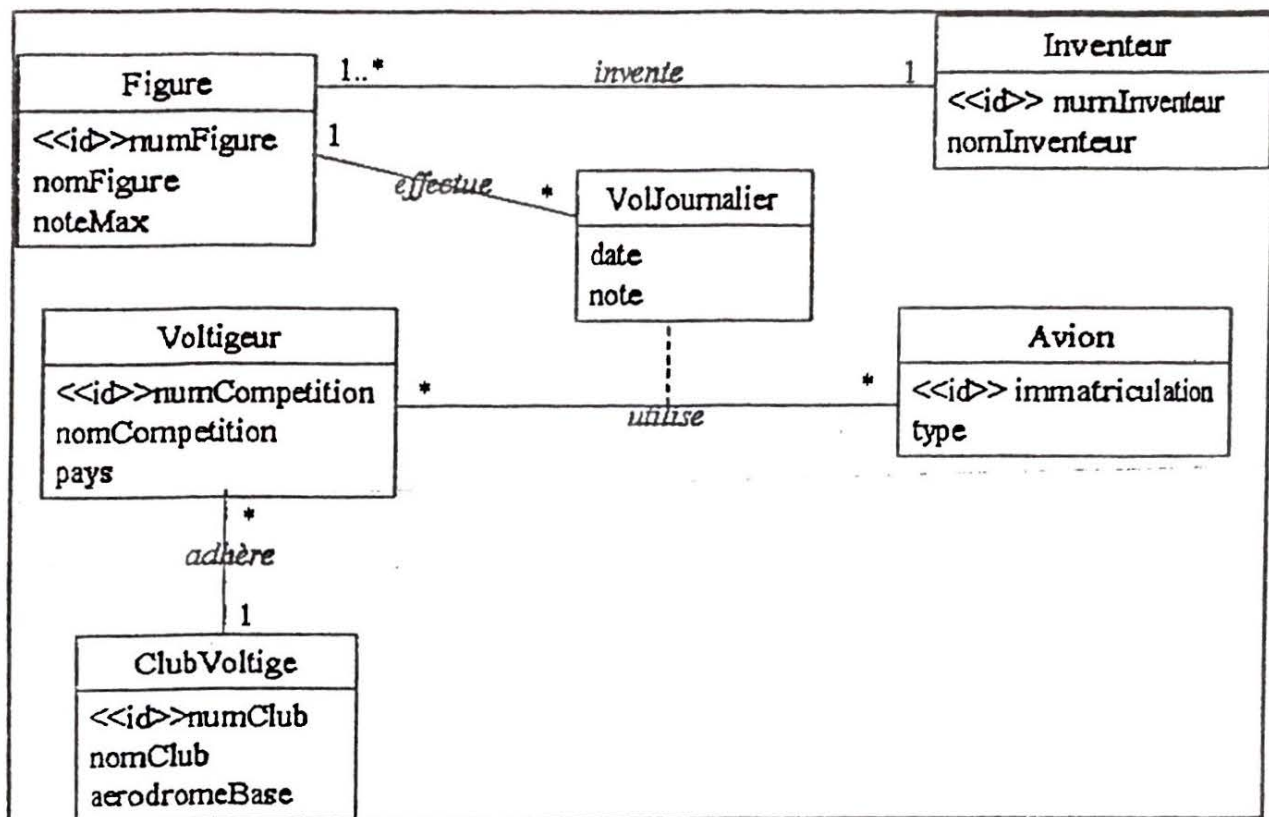 Figure
<<id>>numFigure
nomFigure
noteMax
1..*
invente
1
Inventeur
<<id>> numInventeur
nomInventeur
1
effectue
*
VolJournalier
date
note
Voltigeur
<<id>>numCompetition
nomCompetition
pays
*
utilise
*
Avion
<<id>> immatriculation
type
*
adhère
1
ClubVoltige
<<id>>numClub
nomClub
aerodromeBase